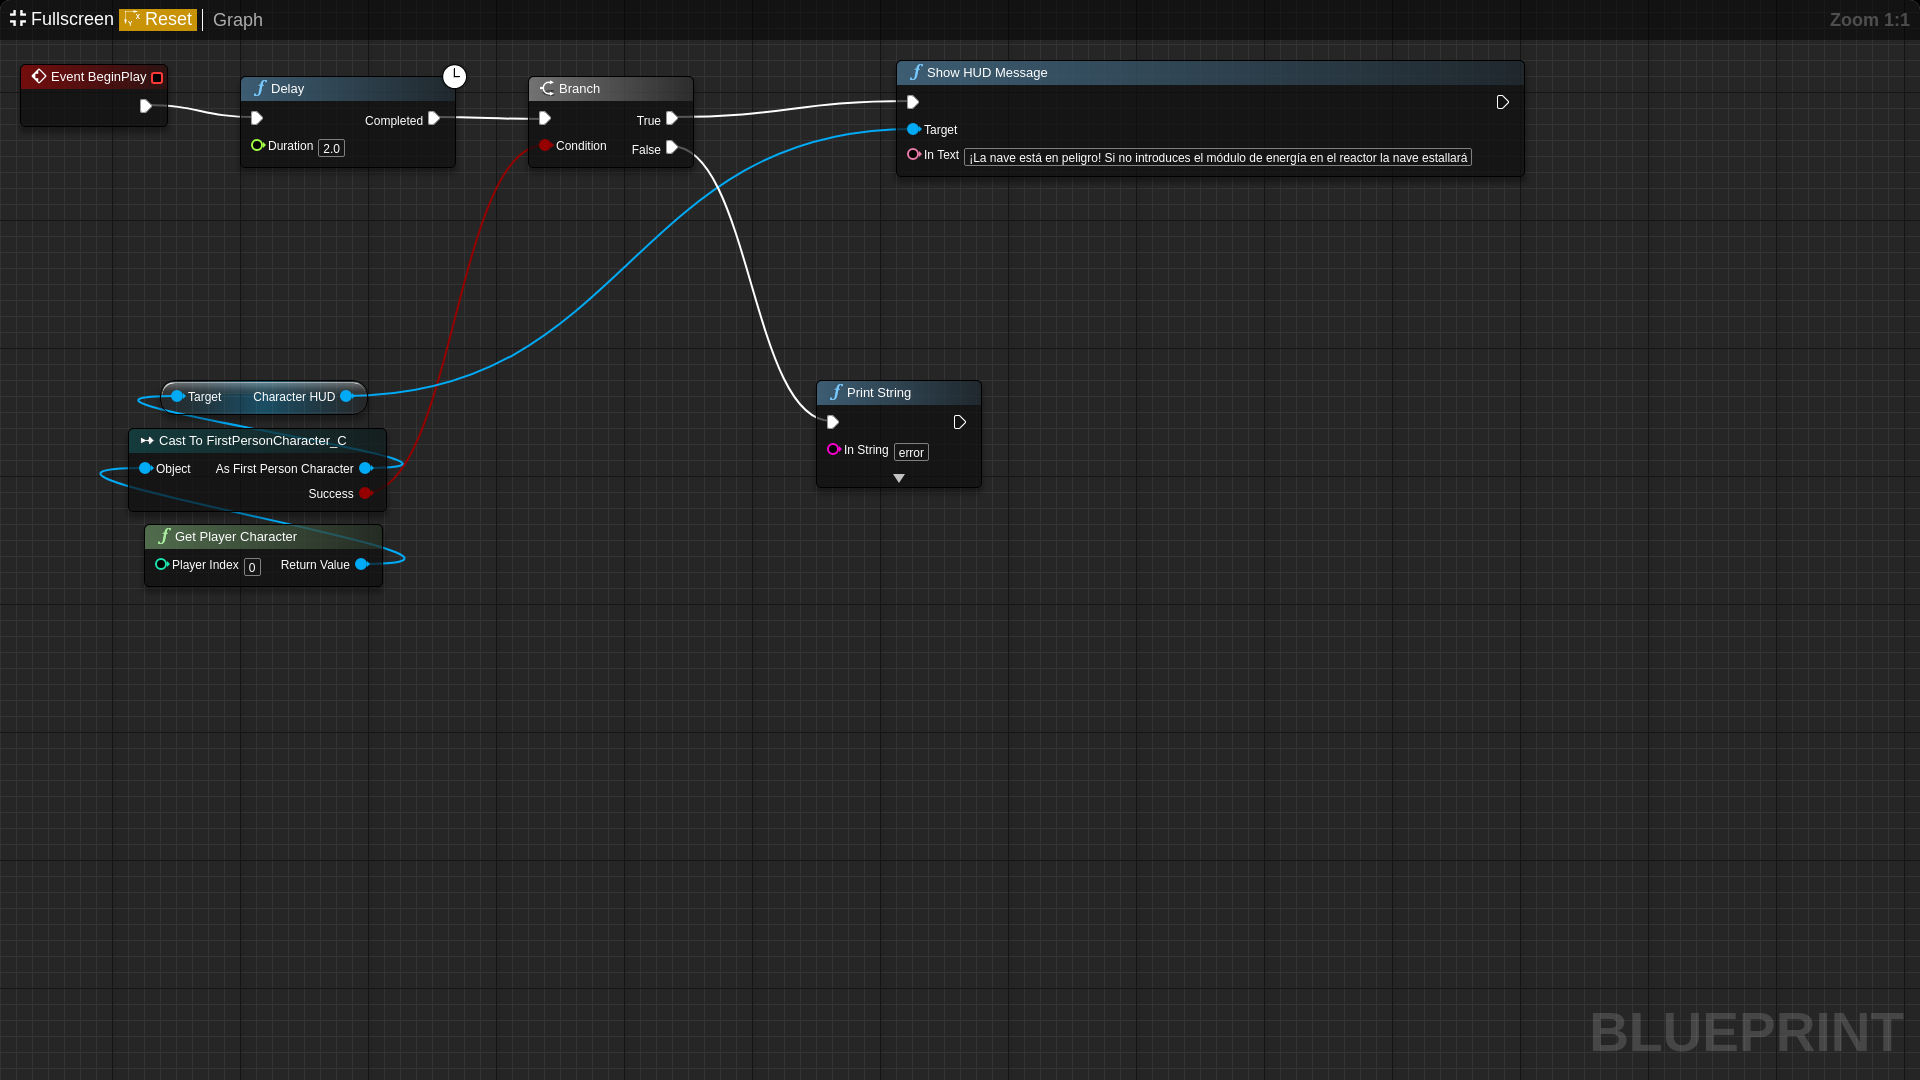 Fullscreen Reset Graph Zoom 1:1
Event BeginPlay
Delay
Completed
Duration 2.0
Branch
True
Condition
False
Show HUD Message
Target
In Text ¡La nave está en peligro! Si no introduces el módulo de energía en el reactor la nave estallará
Target Character HUD
Cast To FirstPersonCharacter_C
Object As First Person Character
Success
Get Player Character
Player Index 0 Return Value
Print String
In String error
BLUEPRINT